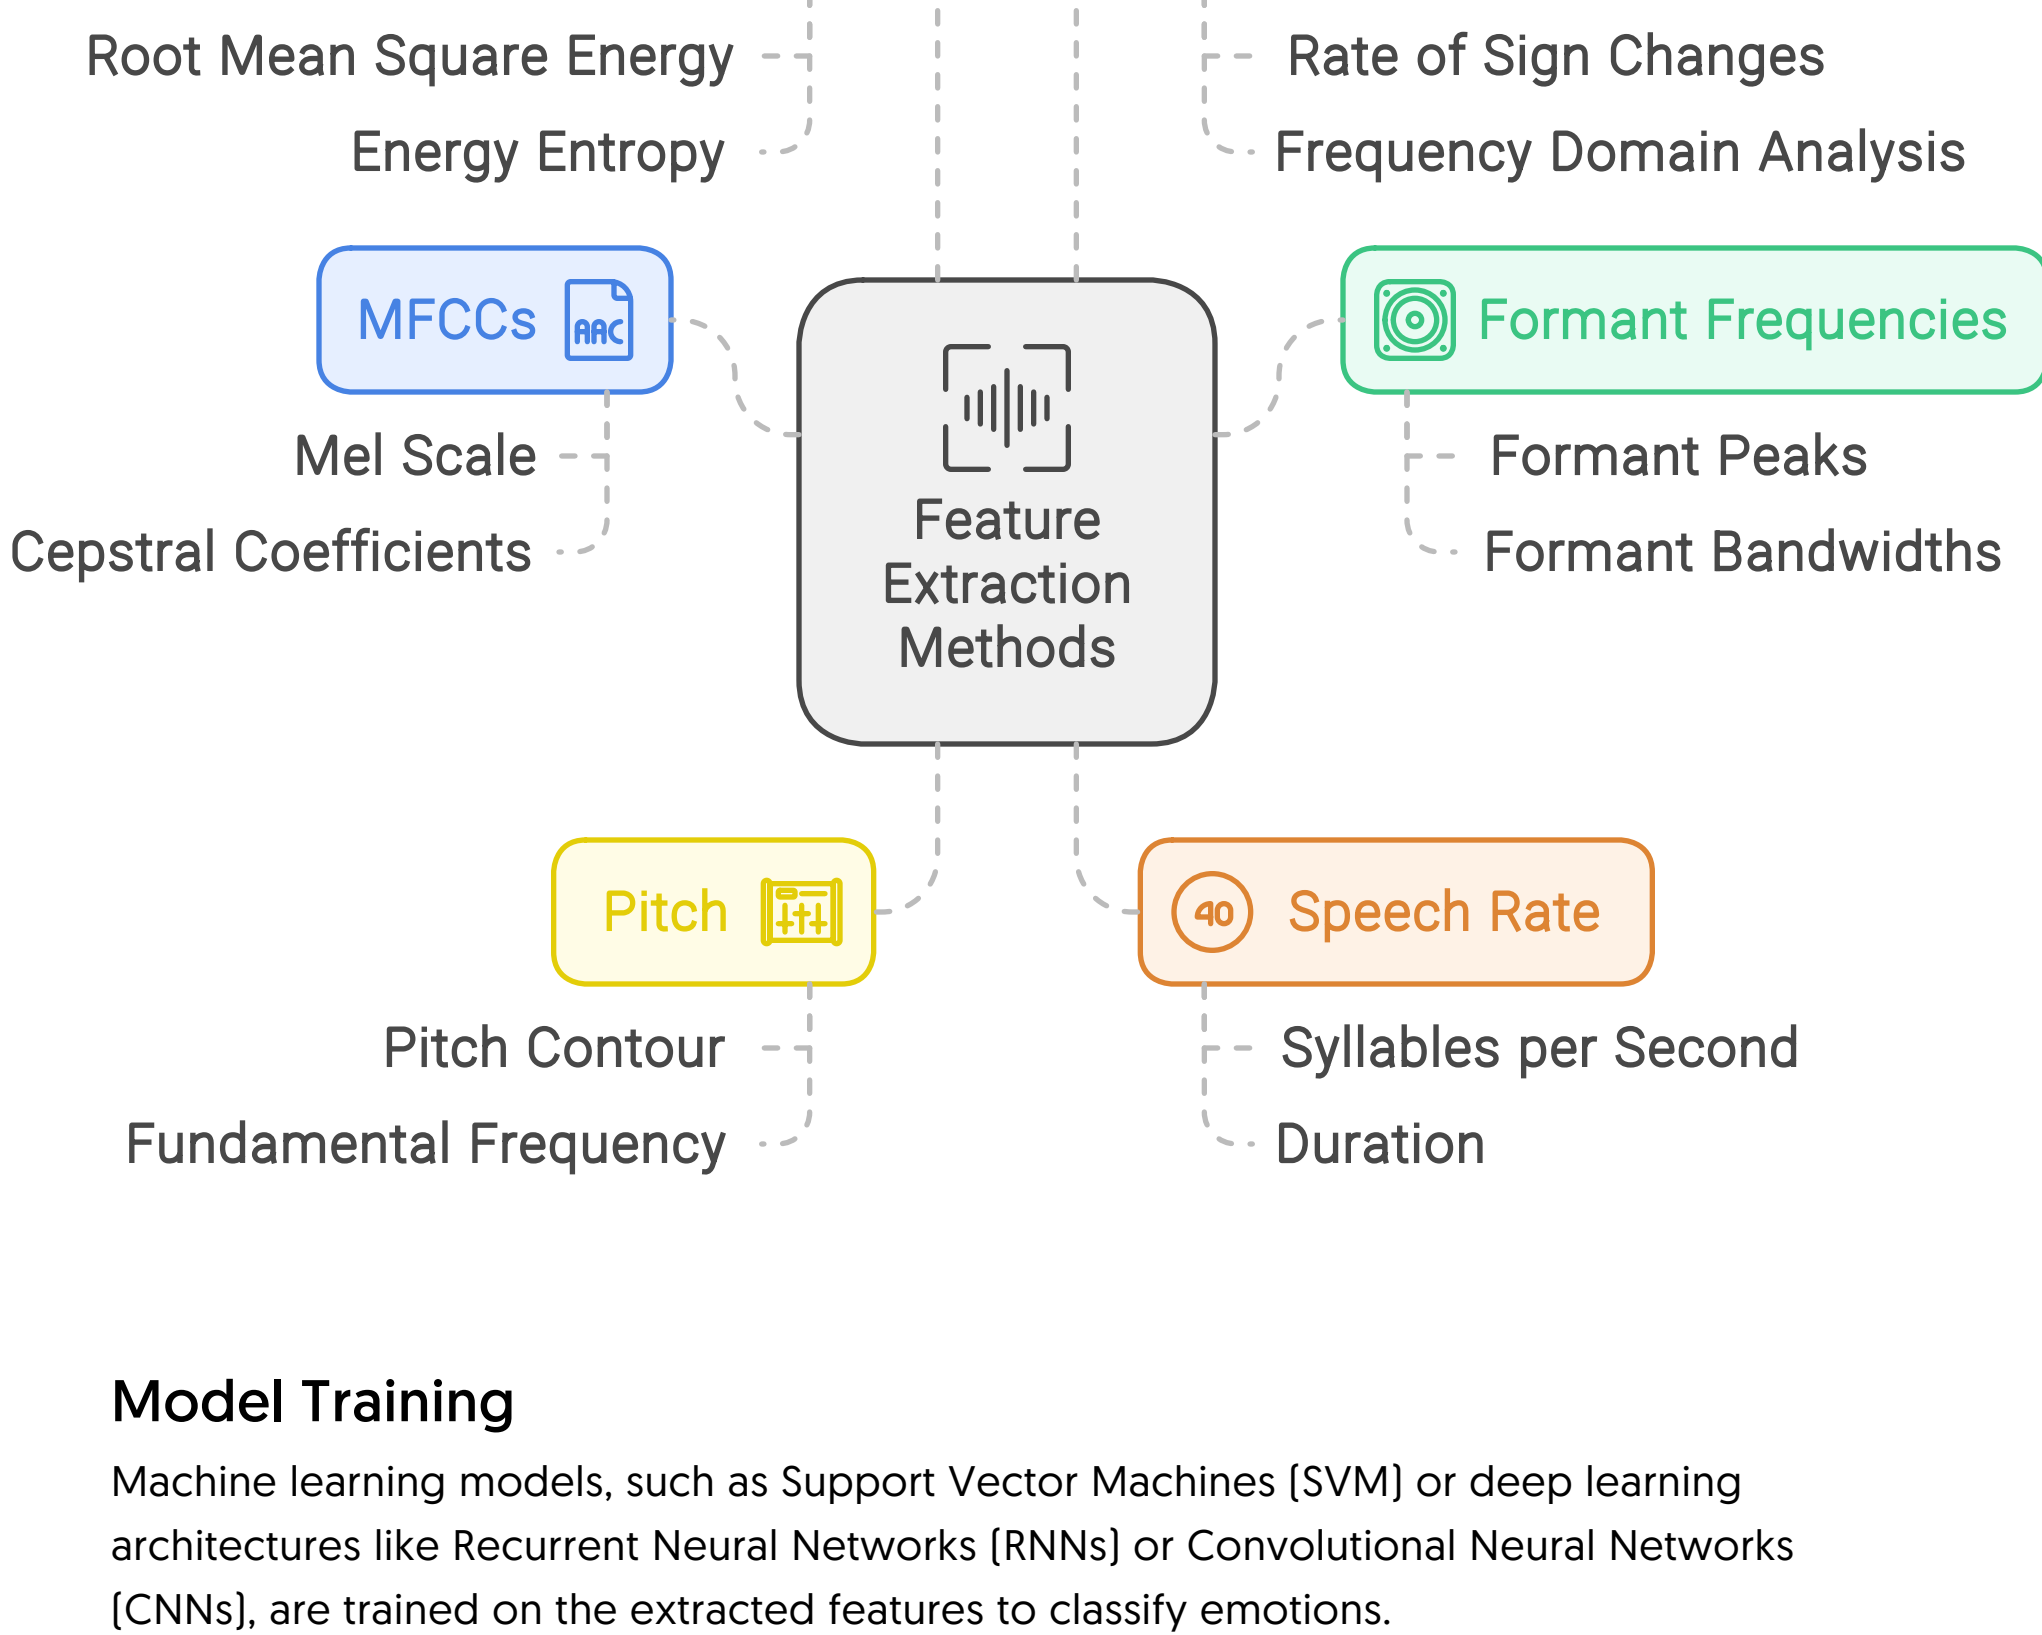 Root Mean Square Energy
Rate of Sign Changes
Energy Entropy
Frequency Domain Analysis
MFCCs
AAC
Formant Frequencies
Mel Scale
Formant Peaks
Cepstral Coefficients
Formant Bandwidths
Feature
Extraction
Methods
Pitch
40
Speech Rate
Pitch Contour
Syllables per Second
Fundamental Frequency
Duration
Model Training
Machine learning models, such as Support Vector Machines (SVM) or deep learning
architectures like Recurrent Neural Networks (RNNs) or Convolutional Neural Networks
(CNNs), are trained on the extracted features to classify emotions.